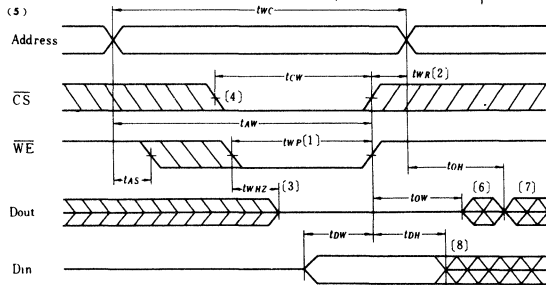 (5)
tWC
Address
tCW
tWR(2)
CS
(4)
tAW
WE
tWP(1)
tAS
tWHZ
(3)
tOH
Dout
tOW
(6)
(7)
tDW
tDH
(8)
Din